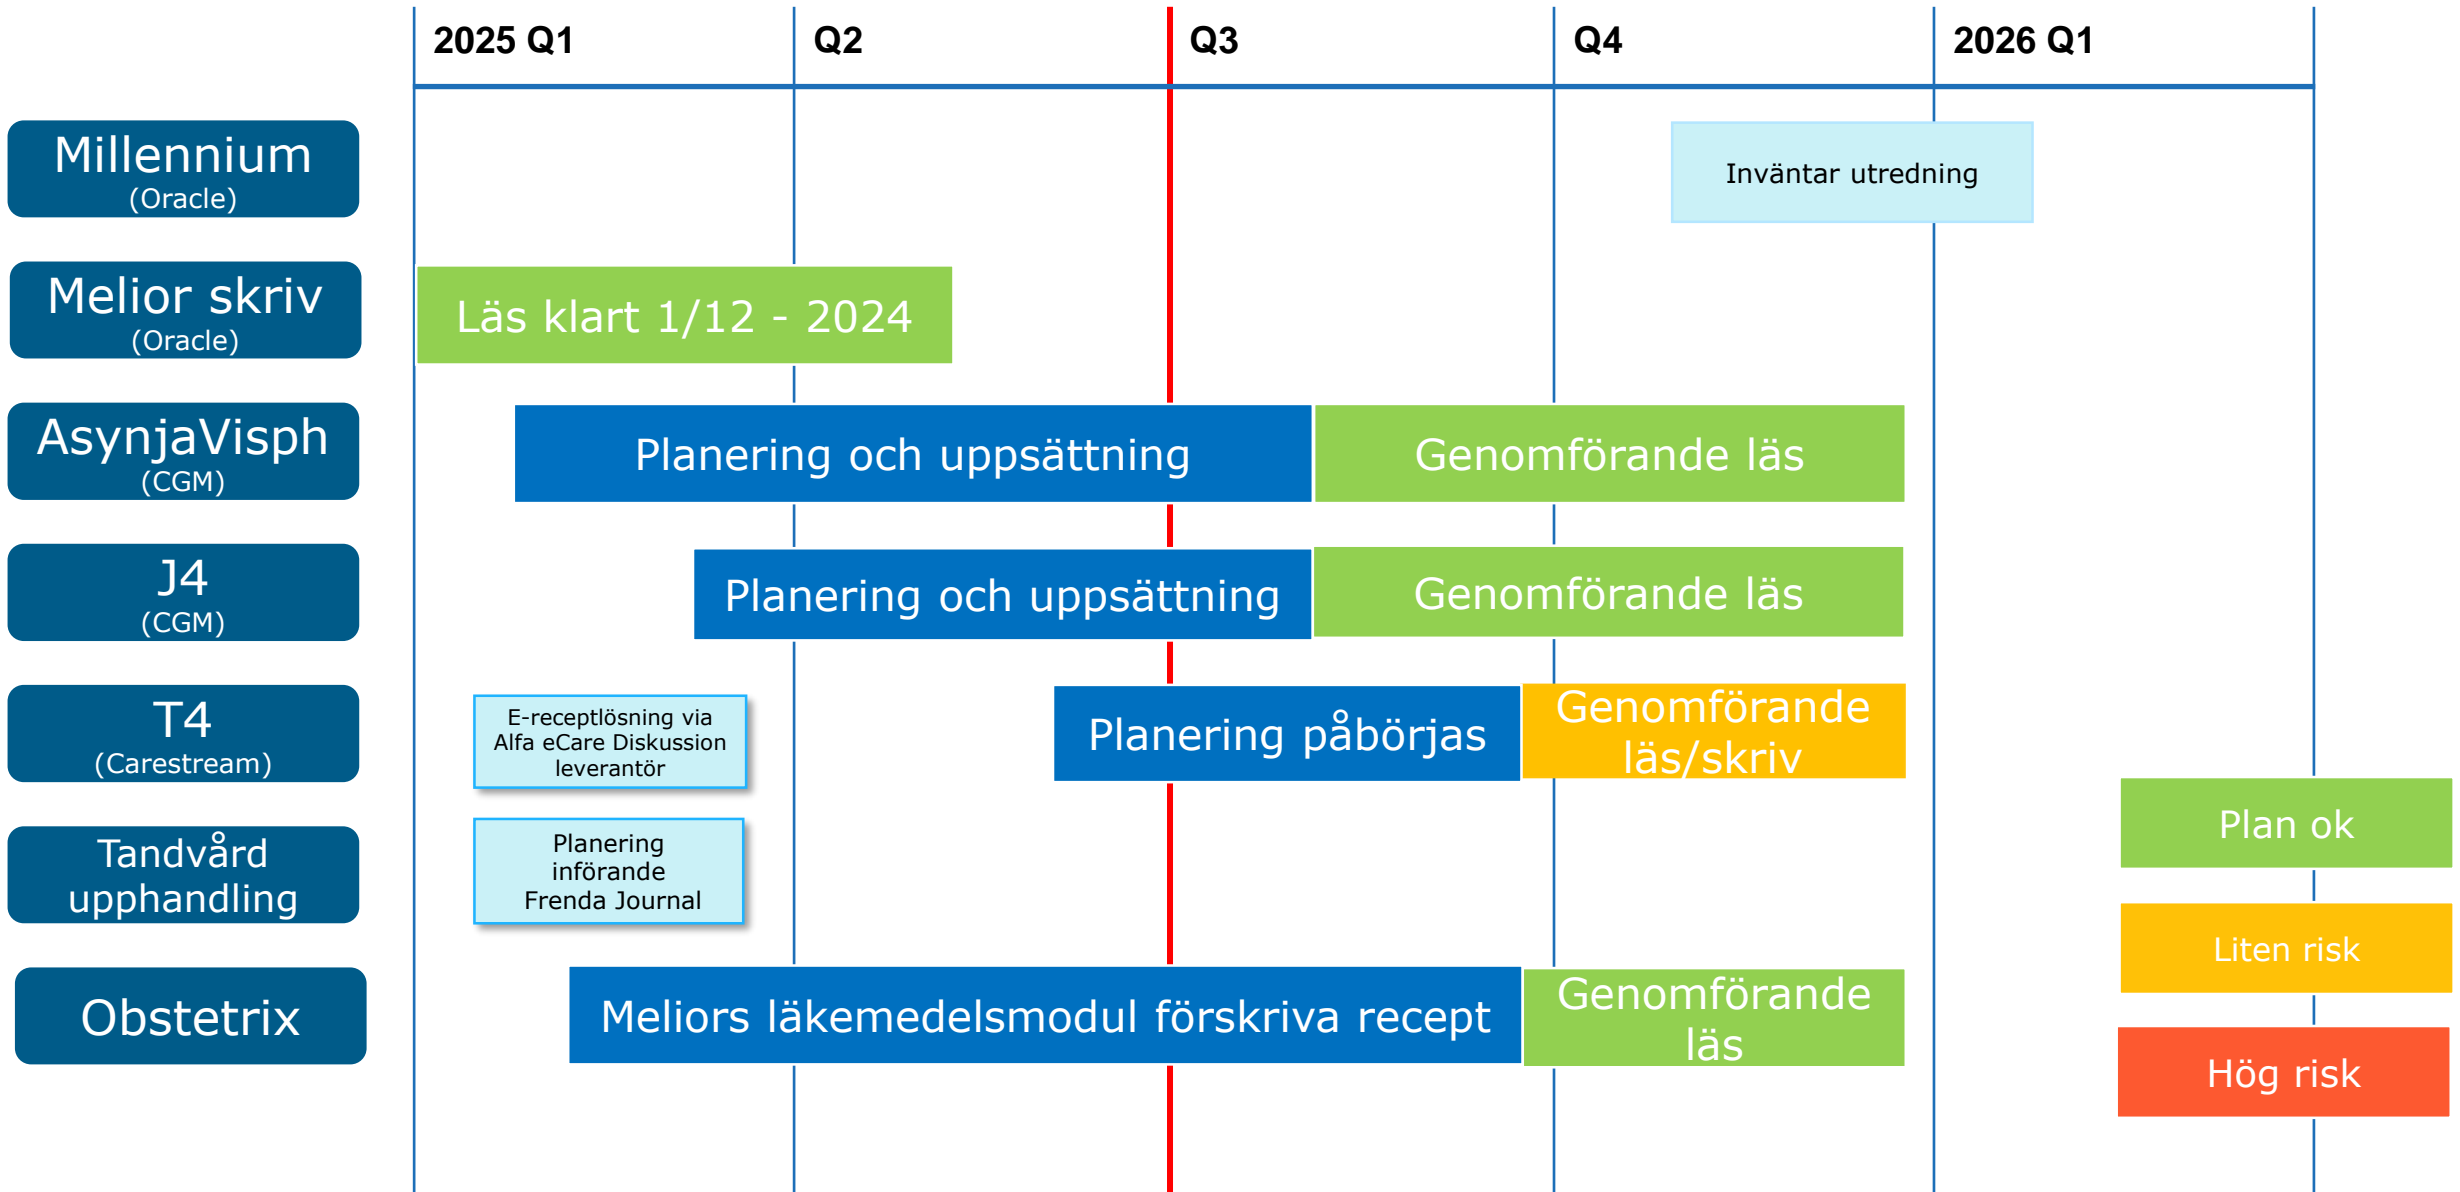 2025 Q1
Q2
Q3
Q4
2026 Q1
Millennium
(Oracle)
Inväntar utredning
Melior skriv
(Oracle)
Läs klart 1/12 - 2024
AsynjaVisph
(CGM)
Planering och uppsättning
Genomförande läs
J4
(CGM)
Planering och uppsättning
Genomförande läs
T4
(Carestream)
E-receptlösning via
Alfa eCare Diskussion
leverantör
Planering påbörjas
Genomförande
läs/skriv
Tandvård
upphandling
Planering
införande
Frenda Journal
Obstetrix
Meliors läkemedelsmodul förskriva recept
Genomförande
läs
Plan ok
Liten risk
Hög risk